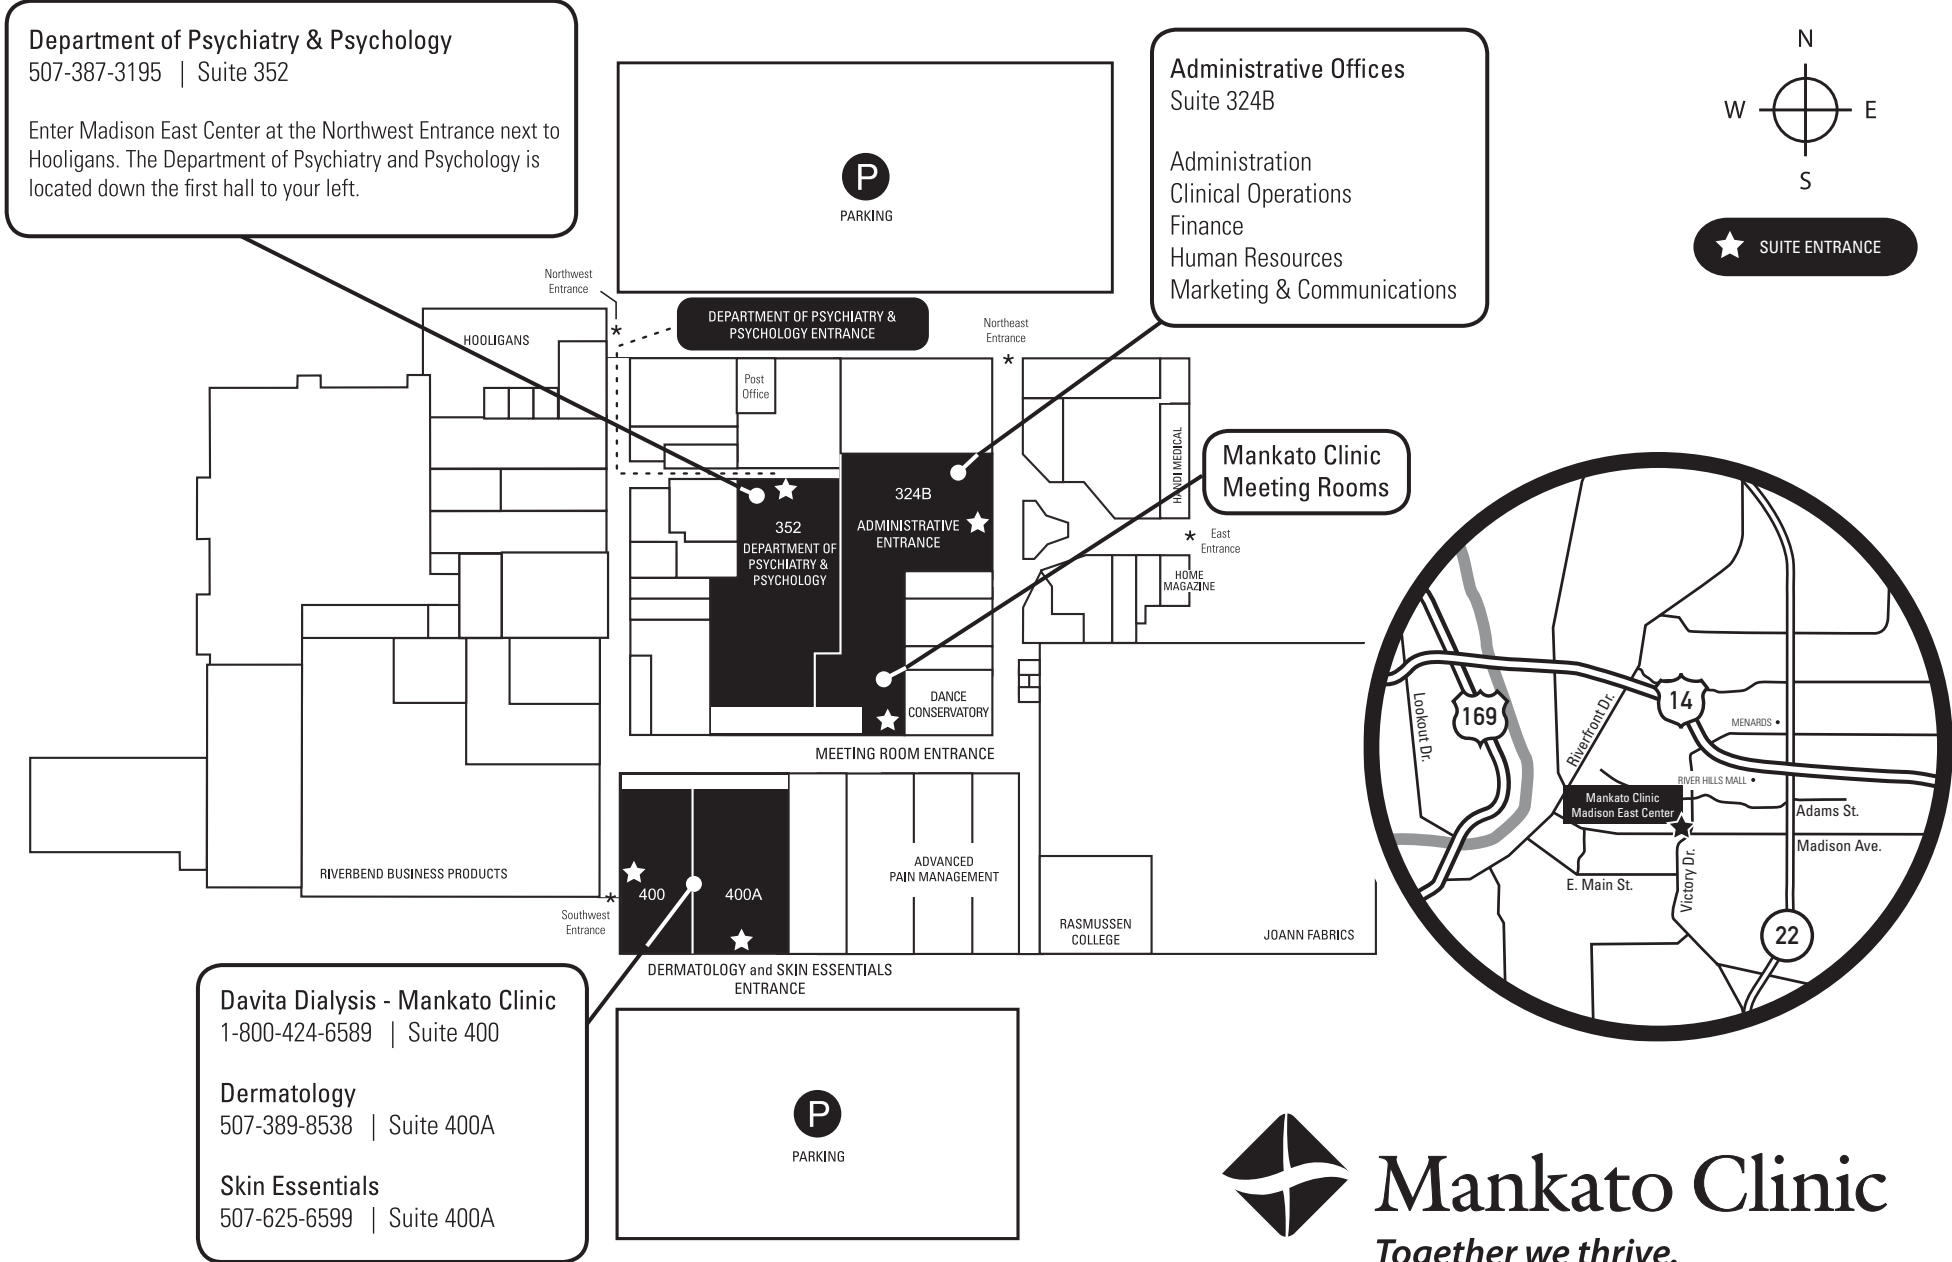 Department of Psychiatry & Psychology
507-387-3195 | Suite 352
Enter Madison East Center at the Northwest Entrance next to
Hooligans. The Department of Psychiatry and Psychology is
located down the first hall to your left.
P
PARKING
Administrative Offices
Suite 324B
Administration
Clinical Operations
Finance
Human Resources
Marketing & Communications
N
W
E
S
SUITE ENTRANCE
Northwest
Entrance
*
DEPARTMENT OF PSYCHIATRY &
PSYCHOLOGY ENTRANCE
Northeast
Entrance
*
HOOLIGANS
Post
Office
HANDI MEDICAL
Mankato Clinic
Meeting Rooms
324B
ADMINISTRATIVE
ENTRANCE
352
DEPARTMENT OF
PSYCHIATRY &
PSYCHOLOGY
* East
Entrance
HOME
MAGAZINE
DANCE
CONSERVATORY
MEETING ROOM ENTRANCE
RIVERBEND BUSINESS PRODUCTS
*
Southwest
Entrance
400
400A
ADVANCED
PAIN MANAGEMENT
RASMUSSEN
COLLEGE
JOANN FABRICS
DERMATOLOGY and SKIN ESSENTIALS
ENTRANCE
Lookout Dr.
169
Riverfront Dr.
14
MENARDS
RIVER HILLS MALL
Mankato Clinic
Madison East Center
Adams St.
Madison Ave.
E. Main St.
Victory Dr.
22
Davita Dialysis - Mankato Clinic
1-800-424-6589 | Suite 400
Dermatology
507-389-8538 | Suite 400A
Skin Essentials
507-625-6599 | Suite 400A
P
PARKING
Mankato Clinic
Together we thrive.